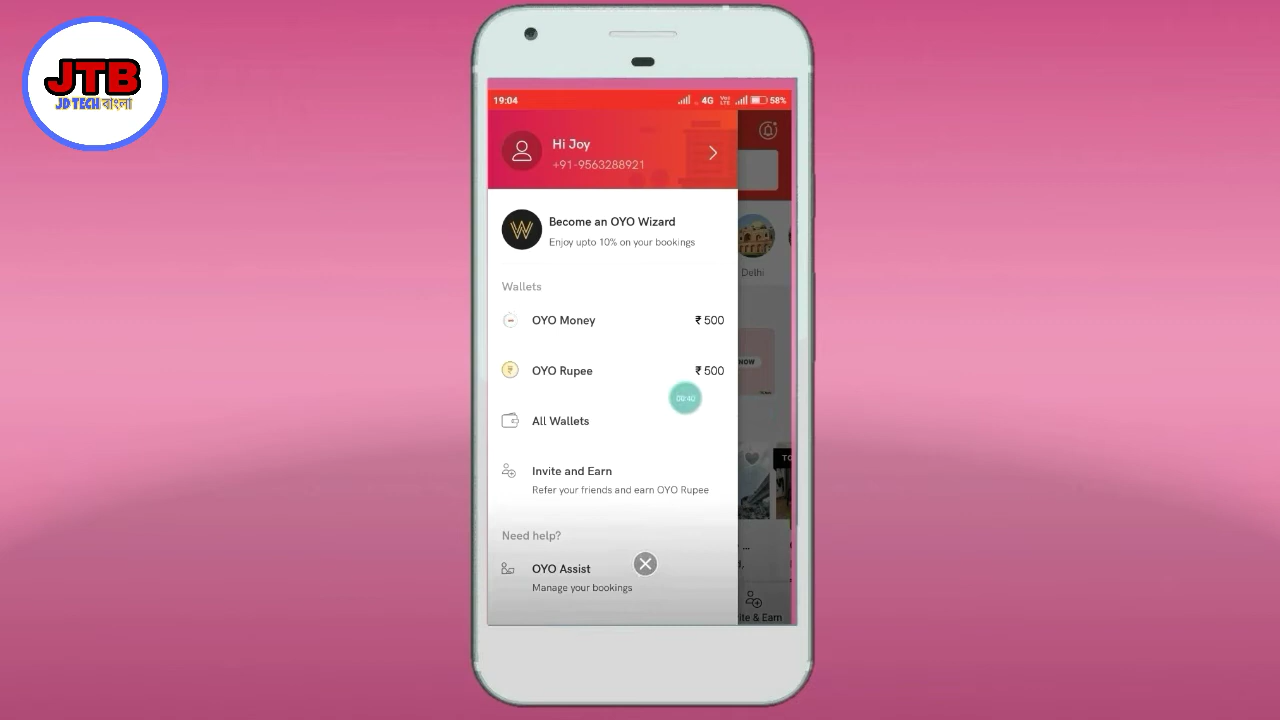 JTB
JD TECH বাংলা
19:04
4G
58%
Hi Joy
+91-9563288921
Become an OYO Wizard
Enjoy upto 10% on your bookings
Delhi
Wallets
OYO Money
₹ 500
NOW
OYO Rupee
₹ 500
00:40
All Wallets
TO
Invite and Earn
Refer your friends and earn OYO Rupee
Need help?
...
OYO Assist
Manage your bookings
ite & Earn